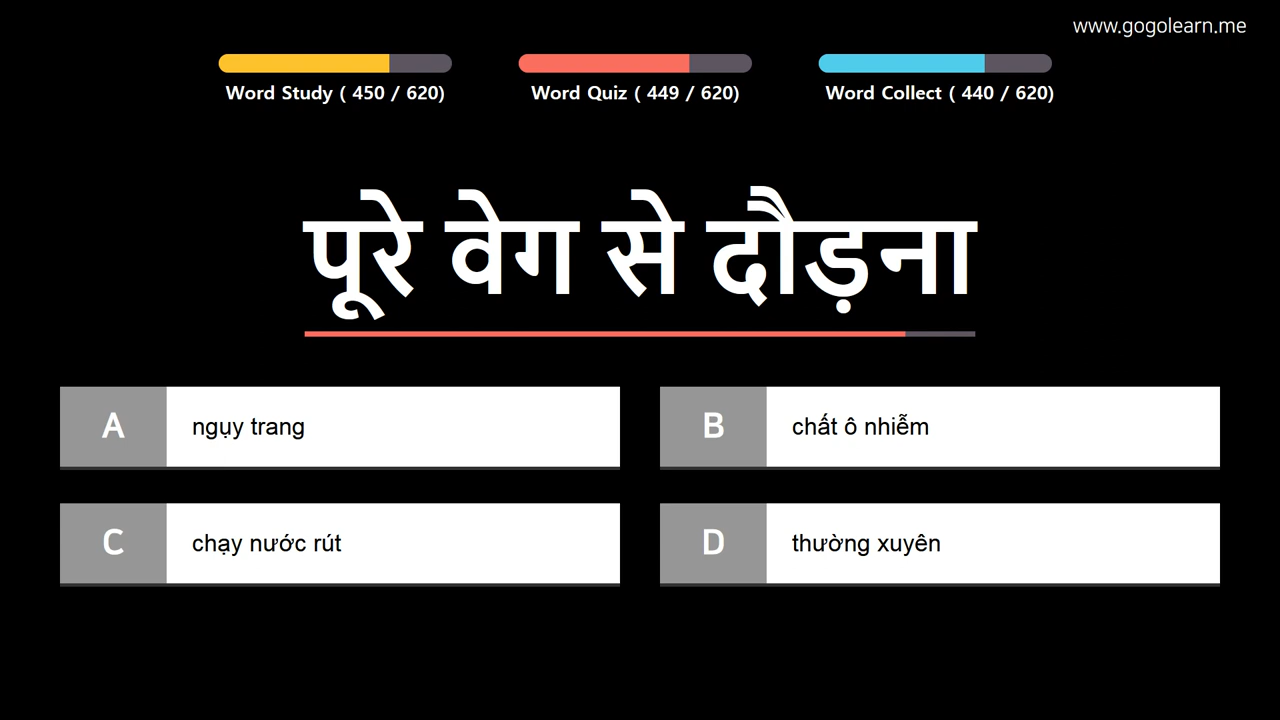 www.gogolearn.me
Word Study ( 450 / 620)
Word Quiz ( 449 / 620)
Word Collect ( 440 / 620)
पूरे वेग से दौड़ना
A ngụy trang
B chất ô nhiễm
C chạy nước rút
D thường xuyên